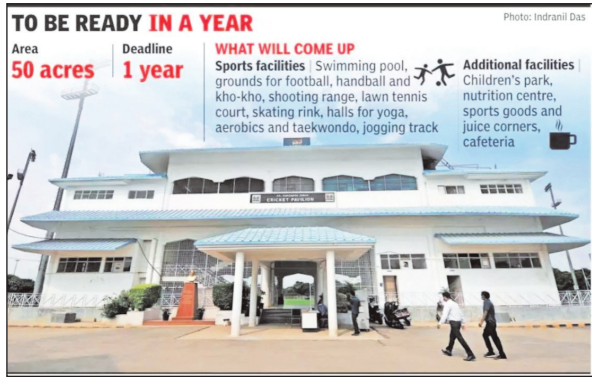 TO BE READY IN A YEAR
Photo: Indranil Das
Area
50 acres
Deadline
1 year
WHAT WILL COME UP
Sports facilities | Swimming pool,
grounds for football, handball and
kho-kho, shooting range, lawn tennis
court, skating rink, halls for yoga,
aerobics and taekwondo, jogging track
Additional facilities |
Children's park,
nutrition centre,
sports goods and
juice corners,
cafeteria
CRICKET PAVILION